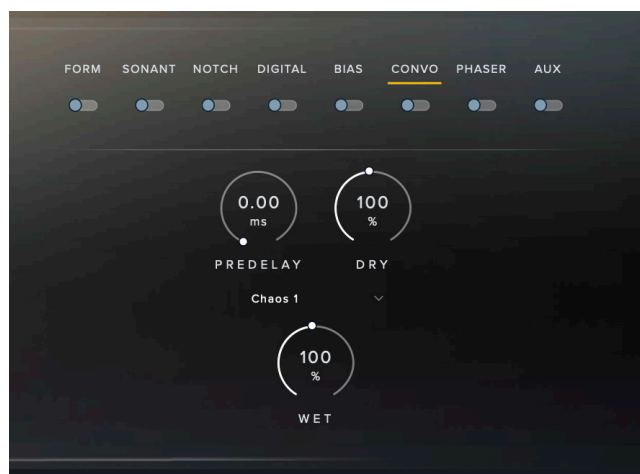 FORM SONANT NOTCH DIGITAL BIAS CONVO PHASER AUX
0.00 100
ms %
PREDELAY DRY
Chaos 1
100
%
WET